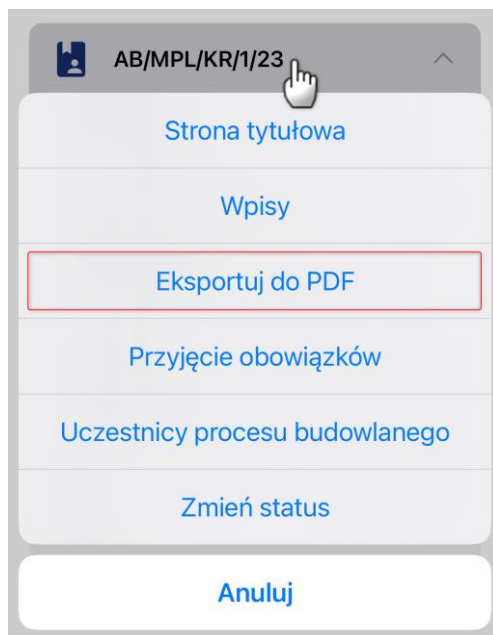 AB/MPL/KR/1/23
Strona tytułowa
Wpisy
Eksportuj do PDF
Przyjęcie obowiązków
Uczestnicy procesu budowlanego
Zmień status
Anuluj